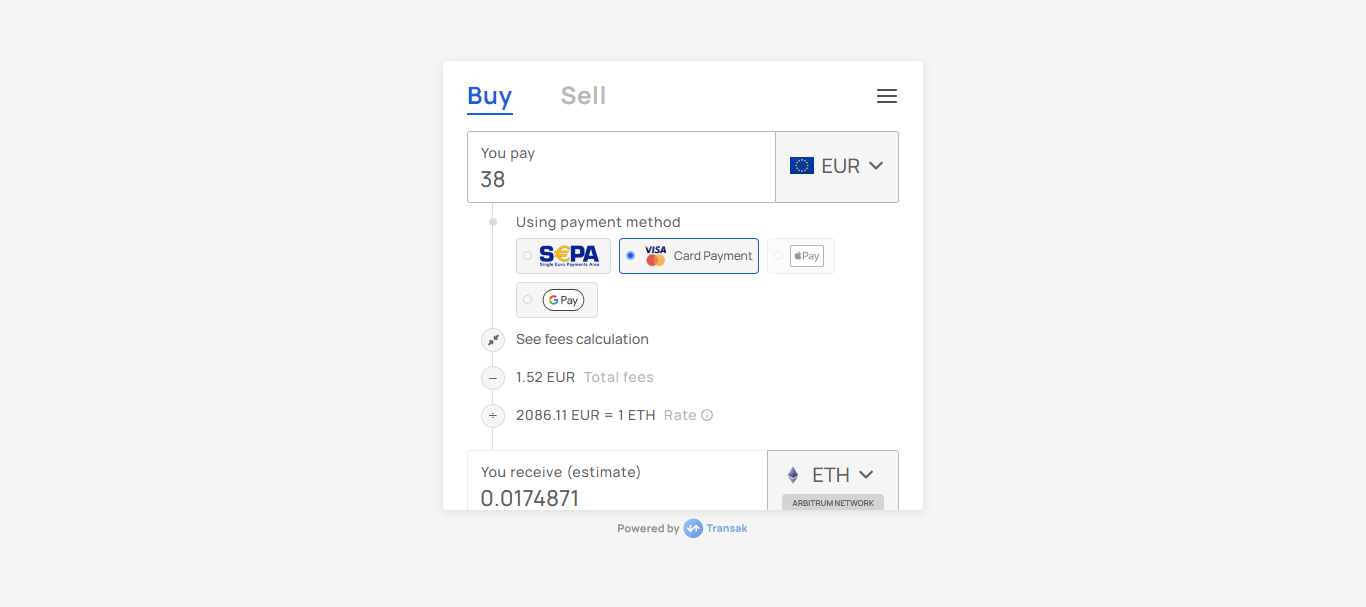 Buy Sell
You pay
38
EUR
Using payment method
S€PA
Single Euro Payments Area
VISA
Card Payment
Pay
G Pay
See fees calculation
− 1.52 EUR Total fees
÷ 2086.11 EUR = 1 ETH Rate
You receive (estimate)
0.0174871
ETH
ARBITRUM NETWORK
Powered by Transak